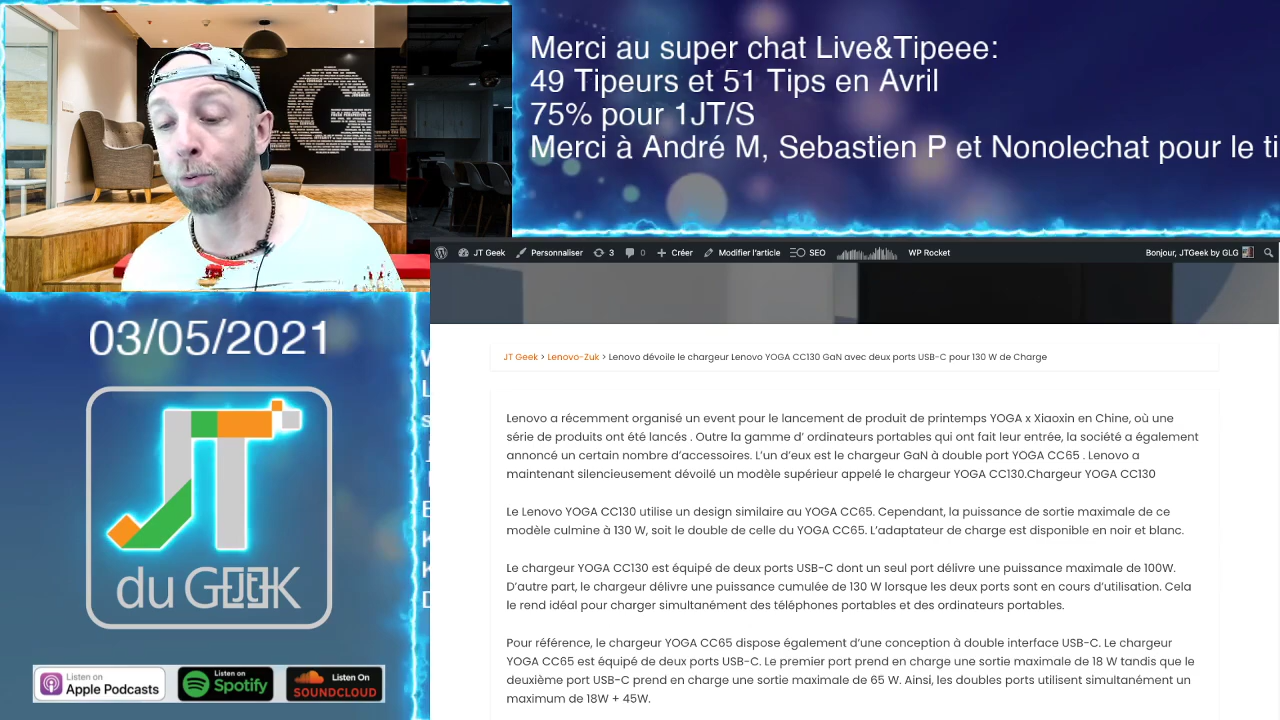 Merci au super chat Live&Tipeee:
49 Tipeurs et 51 Tips en Avril
75% pour 1JT/S
Merci à André M, Sebastien P et Nonolechat pour le ti
JT Geek Personnaliser 3 0 Créer Modifier l'article SEO WP Rocket Bonjour, JTGeek by GLG
03/05/2021
JT
du GEEK
Listen on
Apple Podcasts
Listen on
Spotify
Listen On
SOUNDCLOUD
JT Geek > Lenovo-Zuk > Lenovo dévoile le chargeur Lenovo YOGA CC130 GaN avec deux ports USB-C pour 130 W de Charge
Lenovo a récemment organisé un event pour le lancement de produit de printemps YOGA x Xiaoxin en Chine, où une
série de produits ont été lancés . Outre la gamme d' ordinateurs portables qui ont fait leur entrée, la société a également
annoncé un certain nombre d'accessoires. L'un d'eux est le chargeur GaN à double port YOGA CC65 . Lenovo a
maintenant silencieusement dévoilé un modèle supérieur appelé le chargeur YOGA CC130.Chargeur YOGA CC130
Le Lenovo YOGA CC130 utilise un design similaire au YOGA CC65. Cependant, la puissance de sortie maximale de ce
modèle culmine à 130 W, soit le double de celle du YOGA CC65. L'adaptateur de charge est disponible en noir et blanc.
Le chargeur YOGA CC130 est équipé de deux ports USB-C dont un seul port délivre une puissance maximale de 100W.
D'autre part, le chargeur délivre une puissance cumulée de 130 W lorsque les deux ports sont en cours d'utilisation. Cela
le rend idéal pour charger simultanément des téléphones portables et des ordinateurs portables.
Pour référence, le chargeur YOGA CC65 dispose également d'une conception à double interface USB-C. Le chargeur
YOGA CC65 est équipé de deux ports USB-C. Le premier port prend en charge une sortie maximale de 18 W tandis que le
deuxième port USB-C prend en charge une sortie maximale de 65 W. Ainsi, les doubles ports utilisent simultanément un
maximum de 18W + 45W.